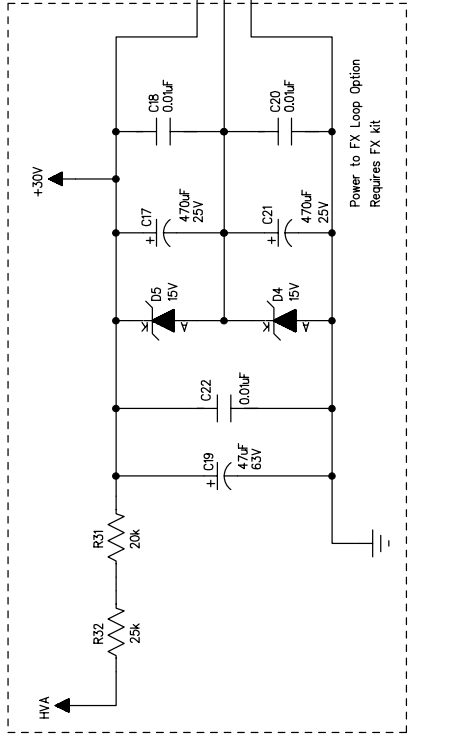 HVA
R32
25k
R31
20k
+
C19
47uF
63V
C22
0.01uF
+30V
K
D5
15V
A
K
D4
15V
A
+
C17
470uF
25V
+
C21
470uF
25V
C18
0.01uF
C20
0.01uF
Power to FX Loop Option
Requires FX kit